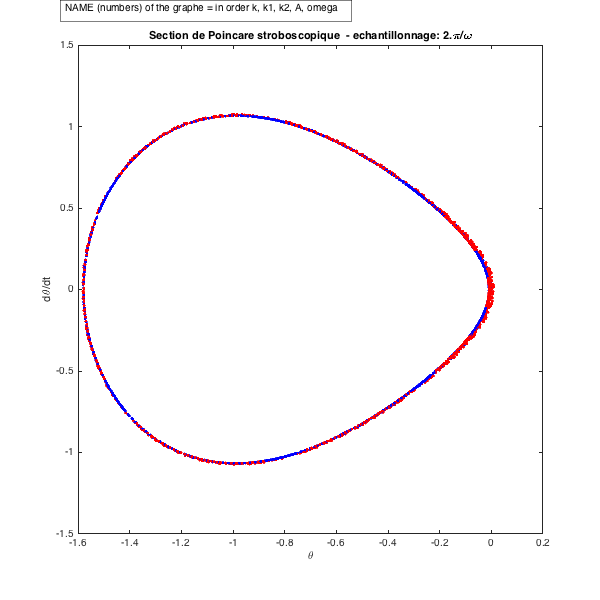 NAME (numbers) of the graphe = in order k, k1, k2, A, omega
Section de Poincare stroboscopique - echantillonnage: 2.π/ω
1.5
1
0.5
0
-0.5
-1
-1.5
dθ/dt
-1.6 -1.4 -1.2 -1 -0.8 -0.6 -0.4 -0.2 0 0.2
θ